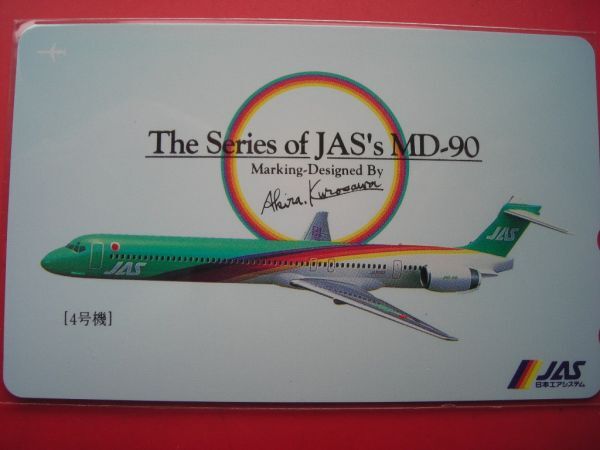 The Series of JAS's MD-90
Marking-Designed By
Akira. Kurosawa
JAS
JAS
[4号機]
JAS
日本エアシステム